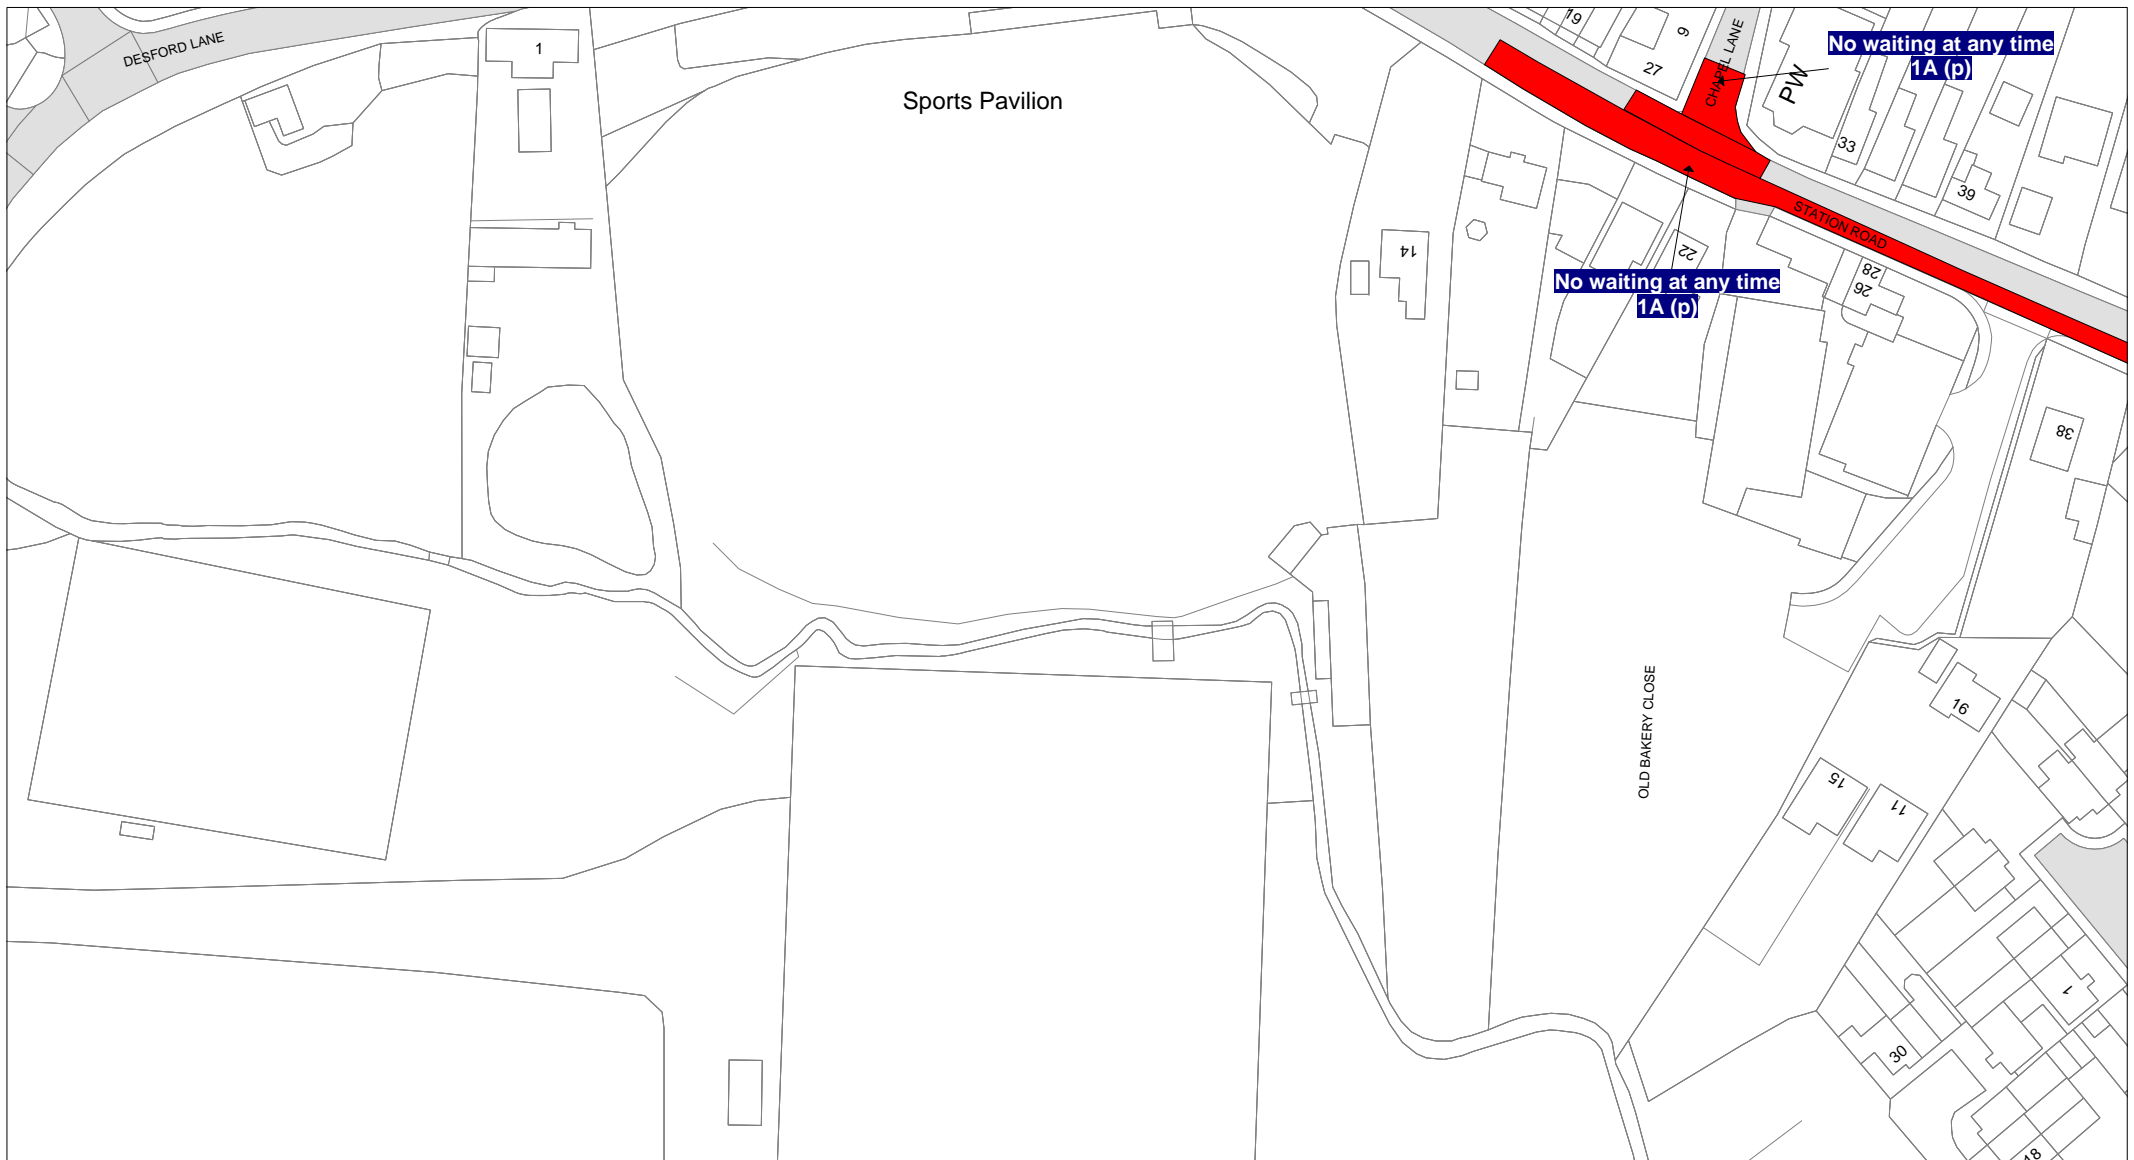 DESFORD LANE
1
Sports Pavilion
19
9
27
CHAPEL LANE
No waiting at any time
1A (p)
PW
33
39
STATION ROAD
14
22
No waiting at any time
1A (p)
28
26
38
OLD BAKERY CLOSE
16
15
11
1
30
18